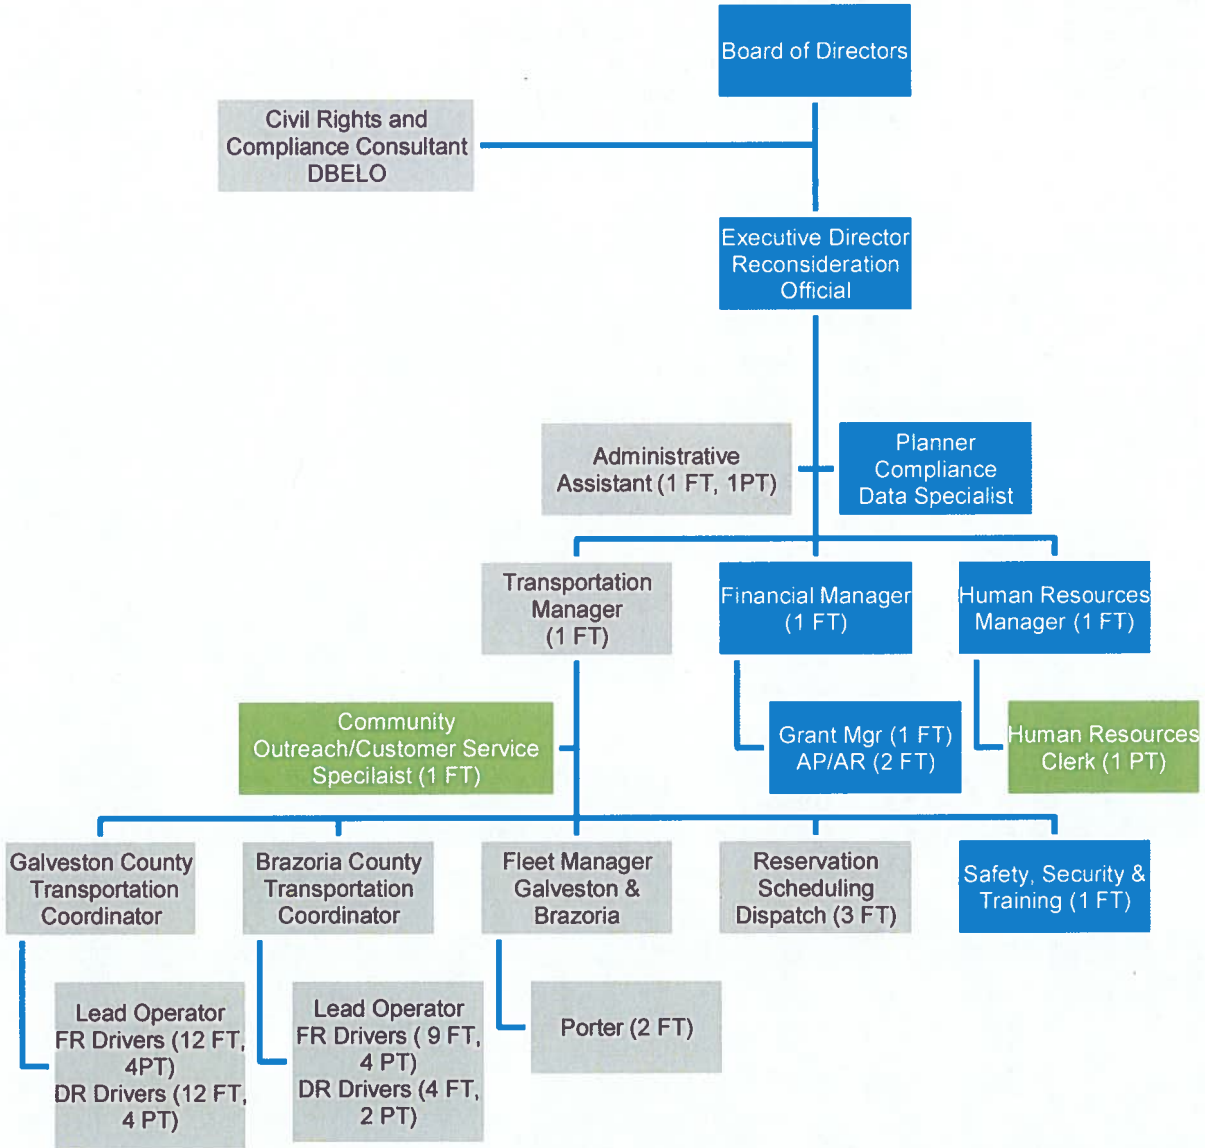 Board of Directors
Civil Rights and
Compliance Consultant
DBELO
Executive Director
Reconsideration
Official
Administrative
Assistant (1 FT, 1PT)
Planner
Compliance
Data Specialist
Transportation
Manager
(1 FT)
Financial Manager
(1 FT)
Human Resources
Manager (1 FT)
Community
Outreach/Customer Service
Specilaist (1 FT)
Grant Mgr (1 FT)
AP/AR (2 FT)
Human Resources
Clerk (1 PT)
Galveston County
Transportation
Coordinator
Brazoria County
Transportation
Coordinator
Fleet Manager
Galveston &
Brazoria
Reservation
Scheduling
Dispatch (3 FT)
Safety, Security &
Training (1 FT)
Lead Operator
FR Drivers (12 FT,
4PT)
DR Drivers (12 FT,
4 PT)
Lead Operator
FR Drivers ( 9 FT,
4 PT)
DR Drivers (4 FT,
2 PT)
Porter (2 FT)